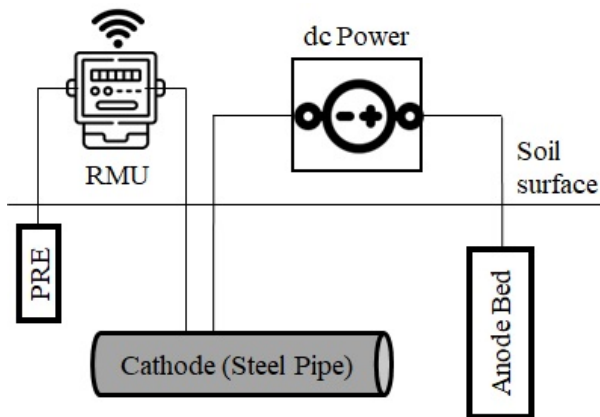 dc Power
RMU
Soil
surface
PRE
Anode Bed
Cathode (Steel Pipe)